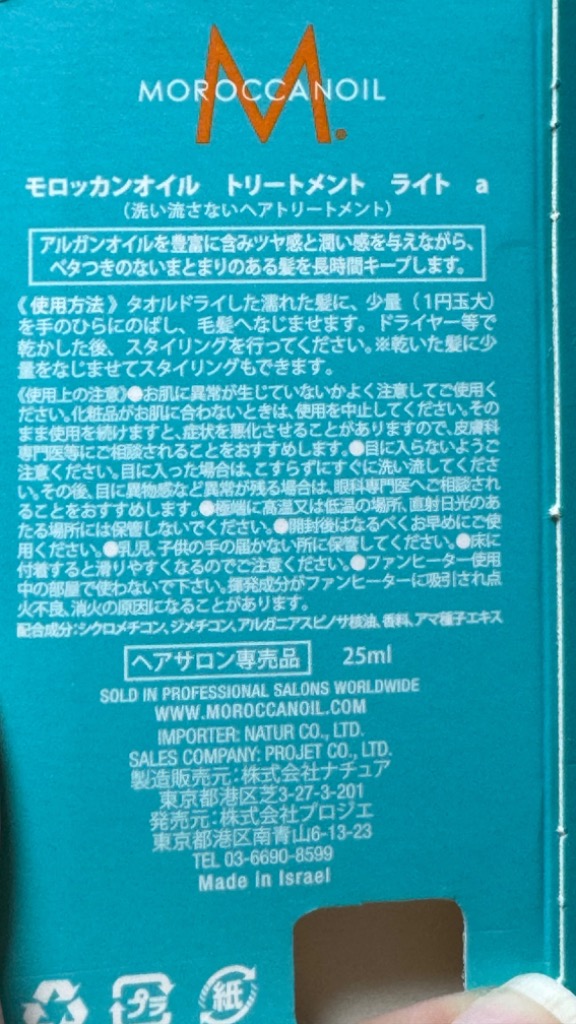 M
MOROCCANOIL
モロッカンオイル トリートメント ライト a
(洗い流さないヘアトリートメント)
アルガンオイルを豊富に含みツヤ感と潤い感を与えながら、
ベタつきのないまとまりのある髪を長時間キープします。
《使用方法》タオルドライした濡れた髪に、少量(1円玉大)
を手のひらにのばし、毛髪へなじませます。ドライヤー等で
乾かした後、スタイリングを行ってください。※乾いた髪に少
量をなじませてスタイリングもできます。
《使用上の注意》●お肌に異常が生じていないかよく注意してご使用く
ださい。化粧品がお肌に合わないときは、使用を中止してください。その
まま使用を続けますと、症状を悪化させることがありますので、皮膚科
専門医等にご相談されることをおすすめします。●目に入らないようご
注意ください。目に入った場合は、こすらずにすぐに洗い流してくださ
い。その後、目に異物感など異常が残る場合は、眼科専門医へご相談され
ることをおすすめします。●極端に高温又は低温の場所、直射日光のあ
たる場所には保管しないでください。●開封後はなるべくお早めにご使
用ください。●乳児、子供の手の届かない所に保管してください。●床に
付着すると滑りやすくなるのでご注意ください。●ファンヒーター使用
中の部屋で使わないで下さい。揮発成分がファンヒーターに吸引され点
火不良、消火の原因になることがあります。
配合成分:シクロメチコン、ジメチコン、アルガニアスピノサ核油、香料、アマ種子エキス
ヘアサロン専売品 25ml
SOLD IN PROFESSIONAL SALONS WORLDWIDE
WWW.MOROCCANOIL.COM
IMPORTER: NATUR CO., LTD.
SALES COMPANY: PROJET CO., LTD.
製造販売元:株式会社ナチュア
東京都港区芝3-27-3-201
発売元:株式会社プロジエ
東京都港区南青山6-13-23
TEL 03-6690-8599
Made in Israel
プラ 紙